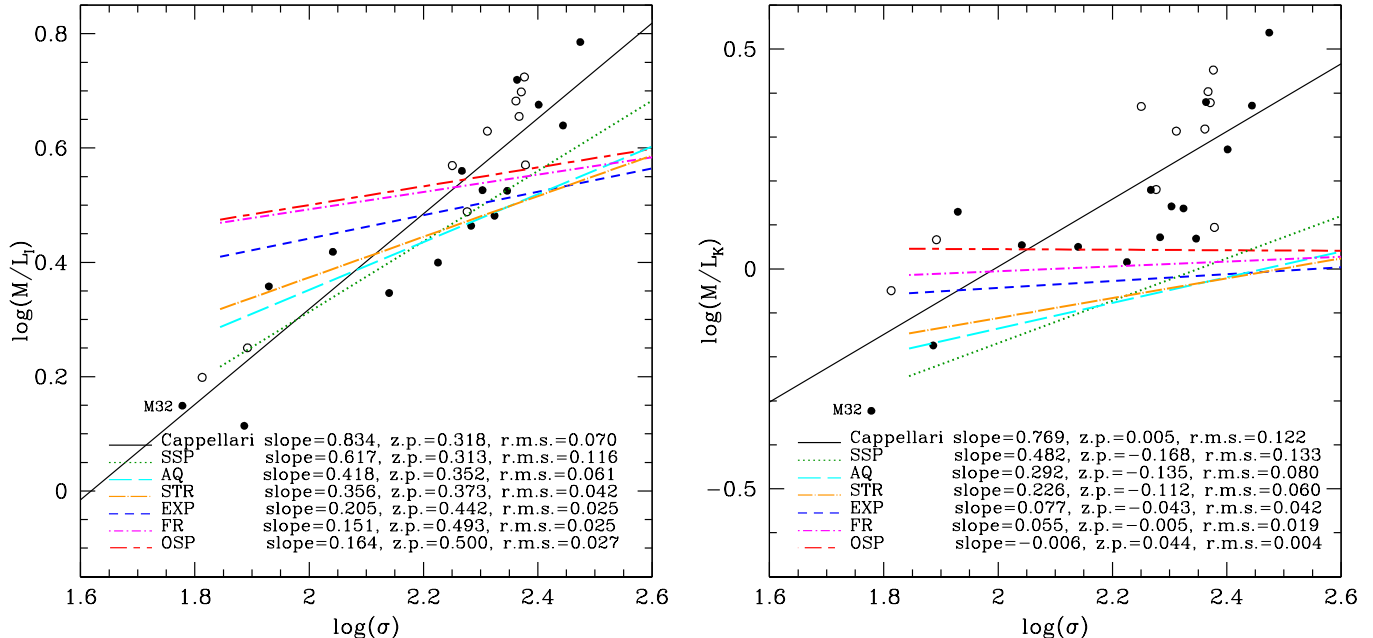 0.8
0.6
0.4
0.2
0
log(M/L_I)
M32
Cappellari slope=0.834, z.p.=0.318, r.m.s.=0.070
SSP slope=0.617, z.p.=0.313, r.m.s.=0.116
AQ slope=0.418, z.p.=0.352, r.m.s.=0.061
STR slope=0.356, z.p.=0.373, r.m.s.=0.042
EXP slope=0.205, z.p.=0.442, r.m.s.=0.025
FR slope=0.151, z.p.=0.493, r.m.s.=0.025
OSP slope=0.164, z.p.=0.500, r.m.s.=0.027
1.6 1.8 2 2.2 2.4 2.6
log(σ)
0.5
0
−0.5
log(M/L_K)
M32
Cappellari slope=0.769, z.p.=0.005, r.m.s.=0.122
SSP slope=0.482, z.p.=−0.168, r.m.s.=0.133
AQ slope=0.292, z.p.=−0.135, r.m.s.=0.080
STR slope=0.226, z.p.=−0.112, r.m.s.=0.060
EXP slope=0.077, z.p.=−0.043, r.m.s.=0.042
FR slope=0.055, z.p.=−0.005, r.m.s.=0.019
OSP slope=−0.006, z.p.=0.044, r.m.s.=0.004
1.6 1.8 2 2.2 2.4 2.6
log(σ)